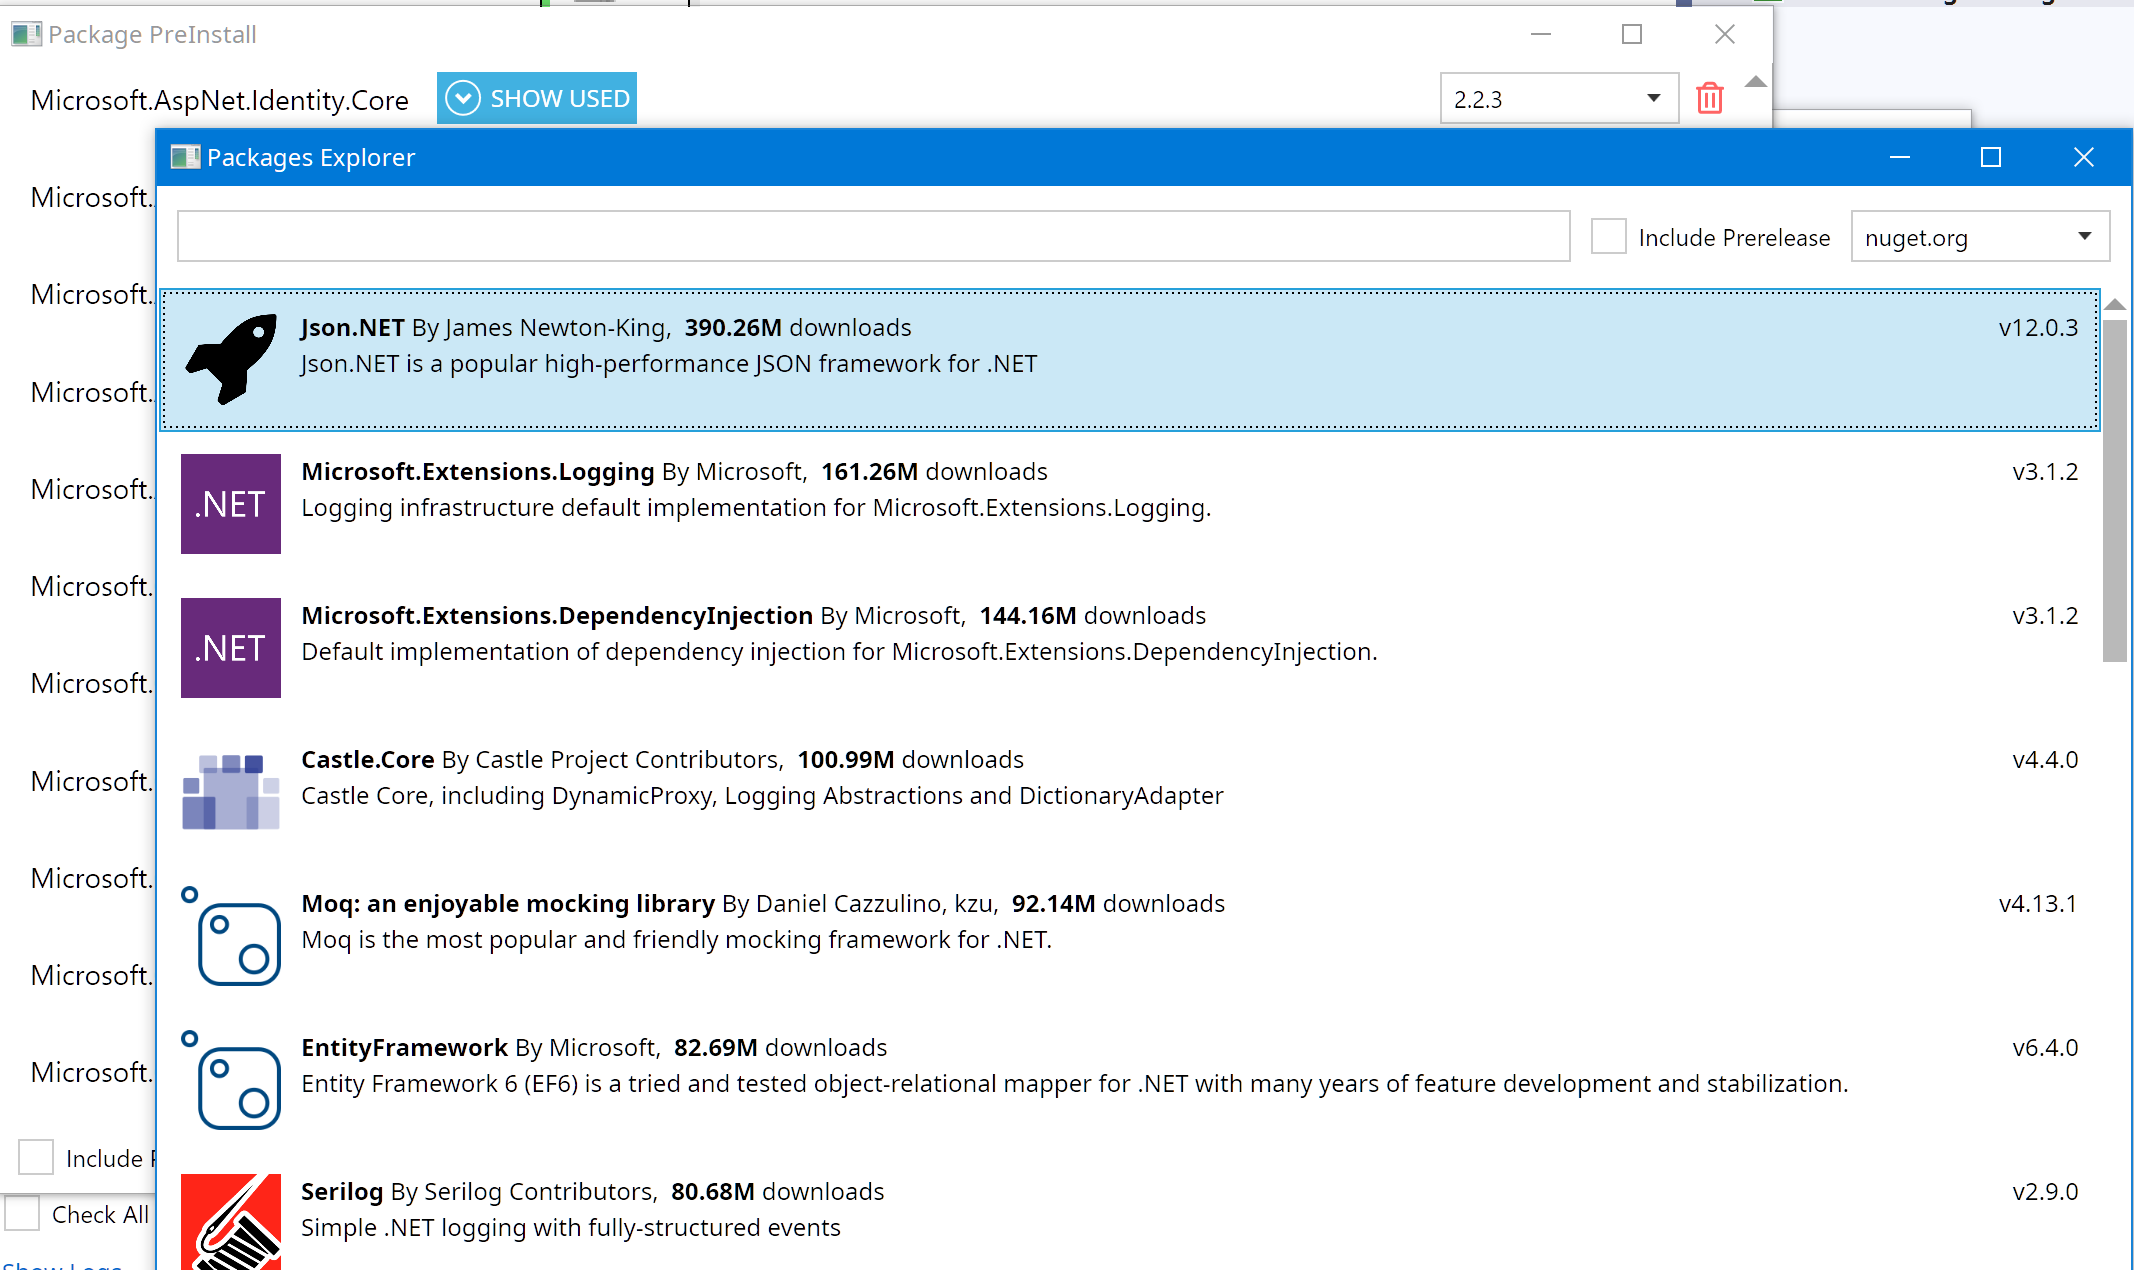 Package PreInstall
Microsoft.AspNet.Identity.Core
SHOW USED
2.2.3
Microsoft.
Microsoft.
Microsoft.
Microsoft.
Microsoft.
Microsoft.
Microsoft.
Microsoft.
Microsoft.
Microsoft.
Include
Check All
Packages Explorer
Include Prerelease
nuget.org
Json.NET By James Newton-King, 390.26M downloads
v12.0.3
Json.NET is a popular high-performance JSON framework for .NET
.NET
Microsoft.Extensions.Logging By Microsoft, 161.26M downloads
v3.1.2
Logging infrastructure default implementation for Microsoft.Extensions.Logging.
.NET
Microsoft.Extensions.DependencyInjection By Microsoft, 144.16M downloads
v3.1.2
Default implementation of dependency injection for Microsoft.Extensions.DependencyInjection.
Castle.Core By Castle Project Contributors, 100.99M downloads
v4.4.0
Castle Core, including DynamicProxy, Logging Abstractions and DictionaryAdapter
Moq: an enjoyable mocking library By Daniel Cazzulino, kzu, 92.14M downloads
v4.13.1
Moq is the most popular and friendly mocking framework for .NET.
EntityFramework By Microsoft, 82.69M downloads
v6.4.0
Entity Framework 6 (EF6) is a tried and tested object-relational mapper for .NET with many years of feature development and stabilization.
Serilog By Serilog Contributors, 80.68M downloads
v2.9.0
Simple .NET logging with fully-structured events